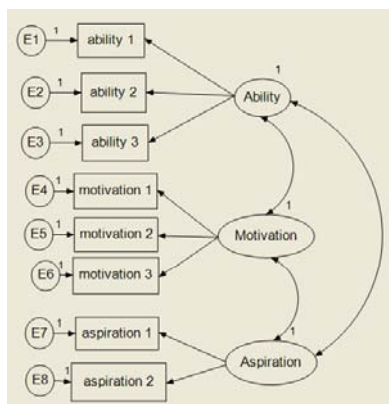 E1 1 ability 1
1
E2 1 ability 2
Ability
E3 1 ability 3
E4 1 motivation 1
1
E5 1 motivation 2
Motivation
E6 1 motivation 3
1
E7 1 aspiration 1
Aspiration
E8 1 aspiration 2